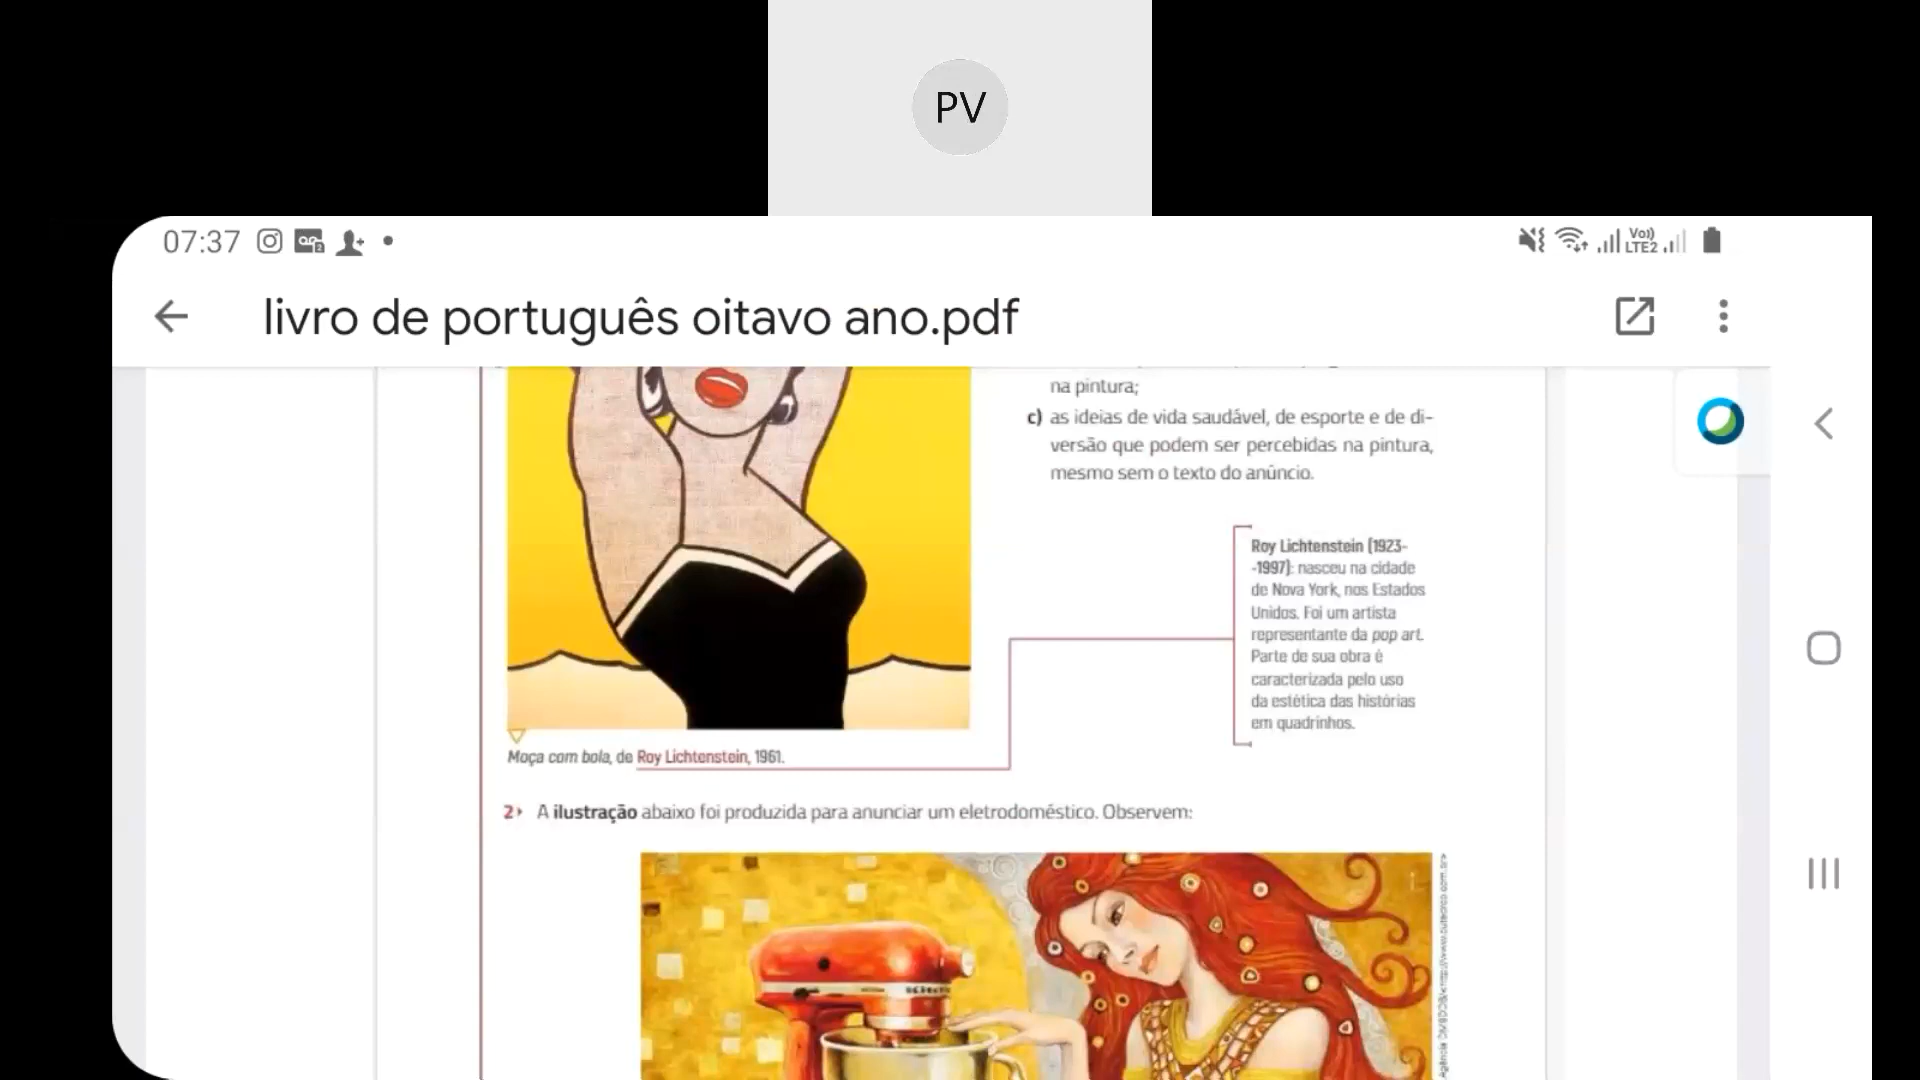 PV
07:37
Vo))
LTE2
livro de português oitavo ano.pdf
na pintura;
c) as ideias de vida saudável, de esporte e de di-
versão que podem ser percebidas na pintura,
mesmo sem o texto do anúncio.
Roy Lichtenstein (1923-
-1997): nasceu na cidade
de Nova York, nos Estados
Unidos. Foi um artista
representante da pop art.
Parte de sua obra é
caracterizada pelo uso
da estética das histórias
em quadrinhos.
Moça com bola, de Roy Lichtenstein, 1961.
2 A ilustração abaixo foi produzida para anunciar um eletrodoméstico. Observem: